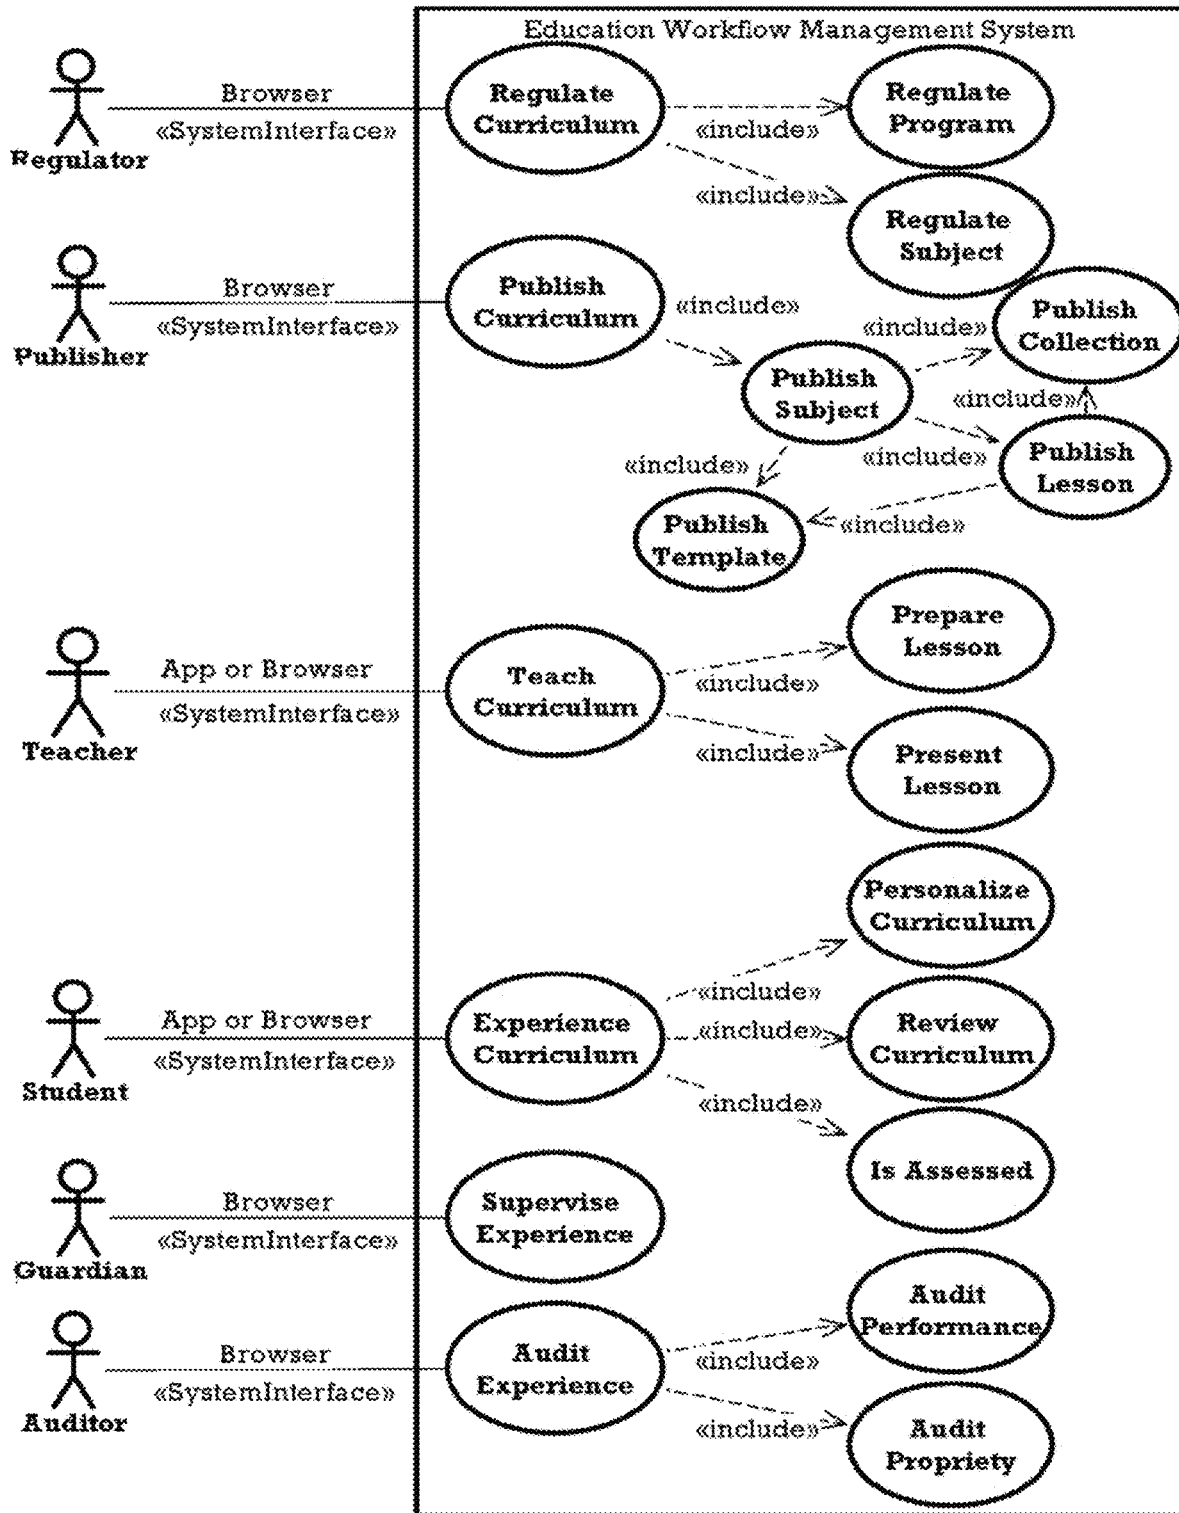 Education Workflow Management System
Browser
«SystemInterface»
Regulator
Regulate
Curriculum
«include»
«include»
Regulate
Program
Regulate
Subject
Browser
«SystemInterface»
Publisher
Publish
Curriculum
«include»
Publish
Subject
«include»
Publish
Collection
«include»
«include»
Publish
Lesson
«include»
«include»
Publish
Template
App or Browser
«SystemInterface»
Teacher
Teach
Curriculum
«include»
«include»
Prepare
Lesson
Present
Lesson
App or Browser
«SystemInterface»
Student
Experience
Curriculum
«include»
«include»
«include»
Personalize
Curriculum
Review
Curriculum
Is Assessed
Browser
«SystemInterface»
Guardian
Supervise
Experience
Browser
«SystemInterface»
Auditor
Audit
Experience
«include»
«include»
Audit
Performance
Audit
Propriety